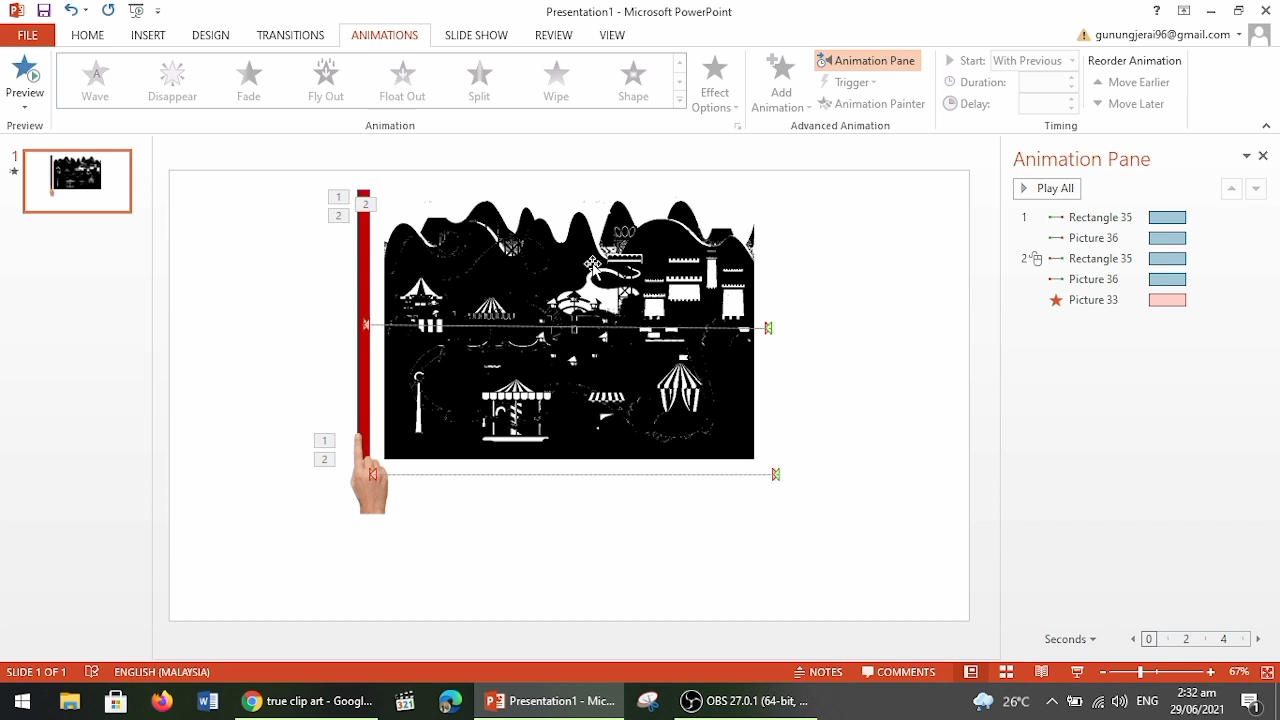 Presentation1 - Microsoft PowerPoint
?
FILE
HOME
INSERT
DESIGN
TRANSITIONS
ANIMATIONS
SLIDE SHOW
REVIEW
VIEW
gunungjerai96@gmail.com
Preview
Wave
Disappear
Fade
Fly Out
Float Out
Split
Wipe
Shape
Effect
Options
Add
Animation
Animation Pane
Trigger
Animation Painter
Start: With Previous
Duration:
Delay:
Reorder Animation
Move Earlier
Move Later
Preview
Animation
Advanced Animation
Timing
1
1
2
2
1
2
Animation Pane
Play All
1 Rectangle 35
Picture 36
2 Rectangle 35
Picture 36
Picture 33
Seconds 0 2 4
SLIDE 1 OF 1
ENGLISH (MALAYSIA)
NOTES
COMMENTS
67%
true clip art - Googl...
321
Presentation1 - Mic...
OBS 27.0.1 (64-bit, ...
26°C
ENG
2:32 am
29/06/2021
1